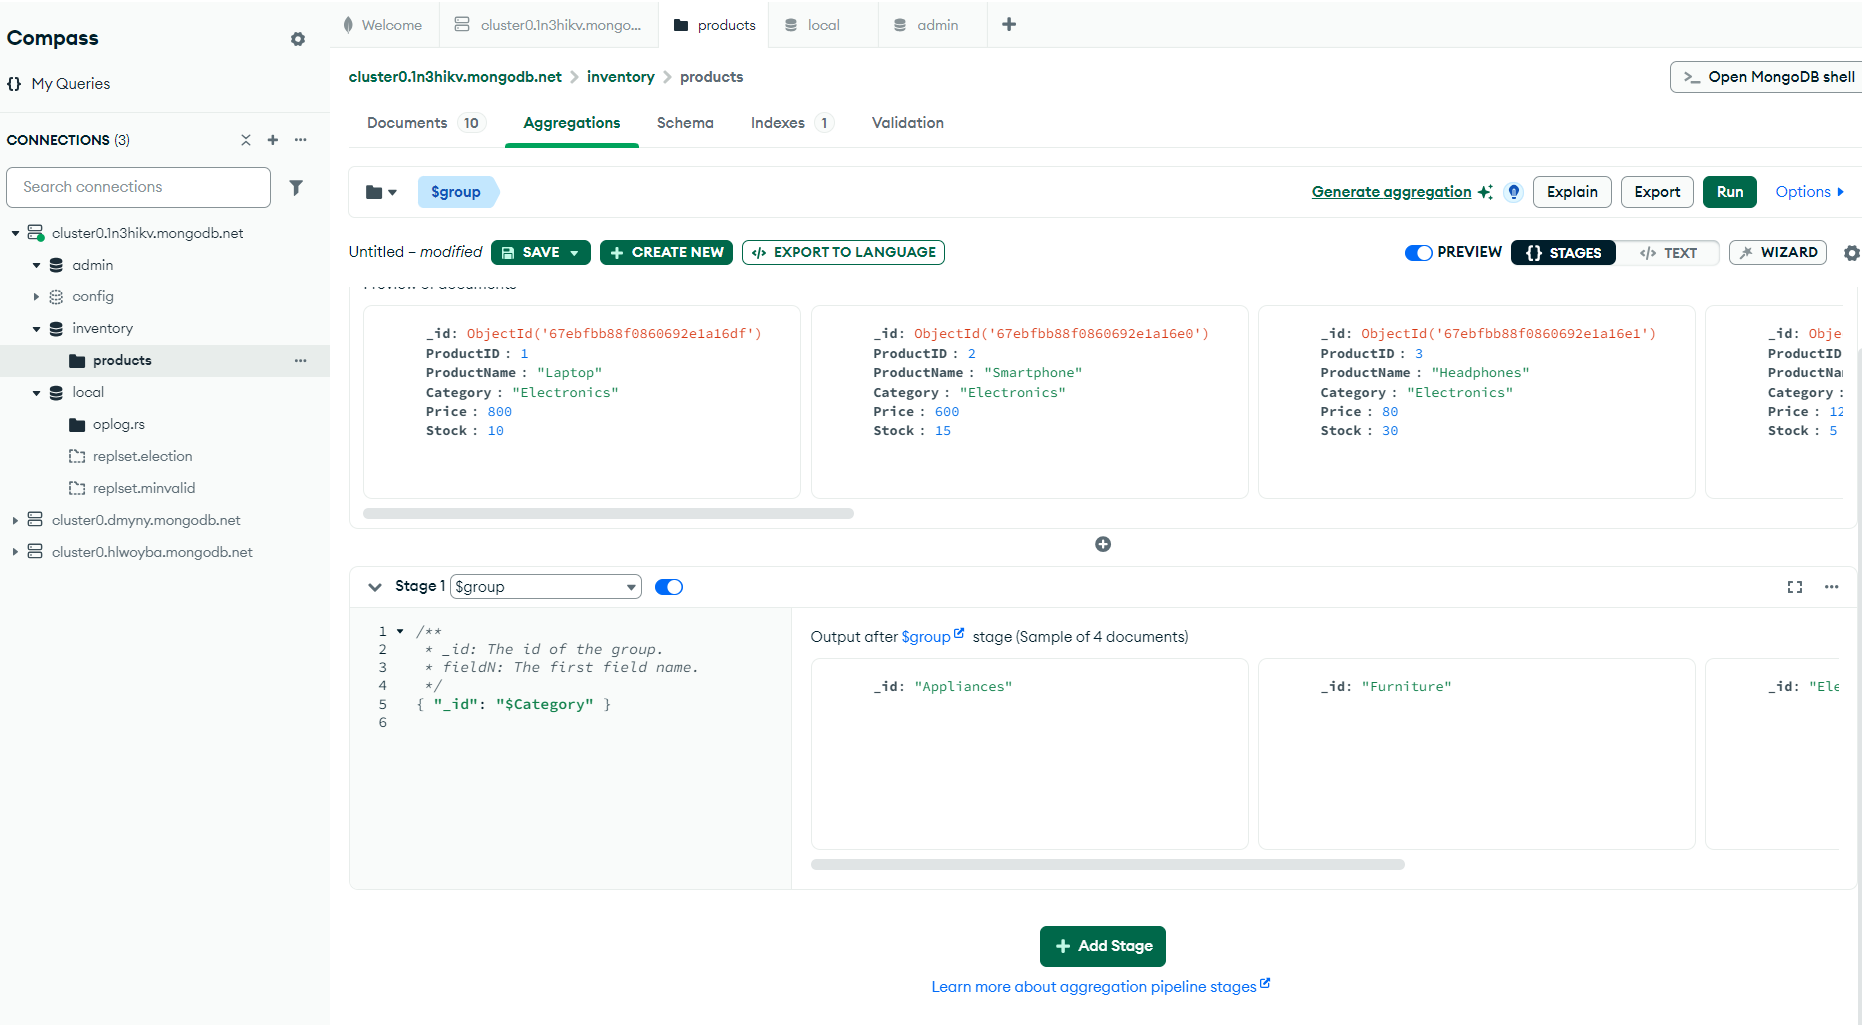 Compass
My Queries
CONNECTIONS (3)
Search connections
cluster0.1n3hikv.mongodb.net
admin
config
inventory
products
local
oplog.rs
replset.election
replset.minvalid
cluster0.dmyny.mongodb.net
cluster0.hlwoyba.mongodb.net
Welcome
cluster0.1n3hikv.mongo...
products
local
admin
cluster0.1n3hikv.mongodb.net > inventory > products
>_ Open MongoDB shell
Documents 10 Aggregations Schema Indexes 1 Validation
$group
Generate aggregation Explain Export Run Options
Untitled – modified SAVE + CREATE NEW </> EXPORT TO LANGUAGE PREVIEW {} STAGES </> TEXT WIZARD
Preview of documents
_id: ObjectId('67ebfbb88f0860692e1a16df')
ProductID : 1
ProductName : "Laptop"
Category : "Electronics"
Price : 800
Stock : 10
_id: ObjectId('67ebfbb88f0860692e1a16e0')
ProductID : 2
ProductName : "Smartphone"
Category : "Electronics"
Price : 600
Stock : 15
_id: ObjectId('67ebfbb88f0860692e1a16e1')
ProductID : 3
ProductName : "Headphones"
Category : "Electronics"
Price : 80
Stock : 30
_id: Obje
ProductID
ProductNa
Category :
Price : 12
Stock : 5
Stage 1 $group
1 /**
2 * _id: The id of the group.
3 * fieldN: The first field name.
4 */
5 { "_id": "$Category" }
6
Output after $group stage (Sample of 4 documents)
_id: "Appliances"
_id: "Furniture"
_id: "Ele
+ Add Stage
Learn more about aggregation pipeline stages